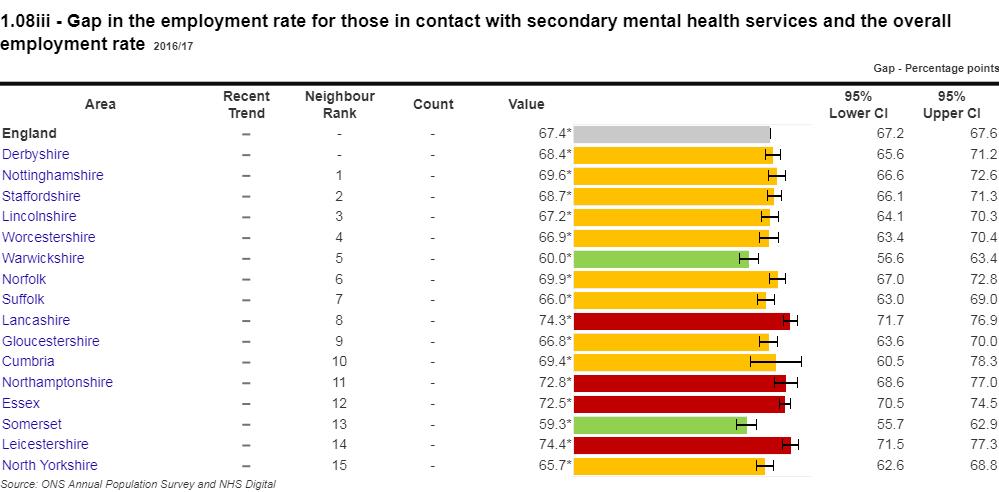 1.08iii - Gap in the employment rate for those in contact with secondary mental health services and the overall
employment rate 2016/17
Gap - Percentage points
Area Recent Trend Neighbour Rank Count Value 95% Lower CI 95% Upper CI
England – - - 67.4* 67.2 67.6
Derbyshire – - - 68.4* 65.6 71.2
Nottinghamshire – 1 - 69.6* 66.6 72.6
Staffordshire – 2 - 68.7* 66.1 71.3
Lincolnshire – 3 - 67.2* 64.1 70.3
Worcestershire – 4 - 66.9* 63.4 70.4
Warwickshire – 5 - 60.0* 56.6 63.4
Norfolk – 6 - 69.9* 67.0 72.8
Suffolk – 7 - 66.0* 63.0 69.0
Lancashire – 8 - 74.3* 71.7 76.9
Gloucestershire – 9 - 66.8* 63.6 70.0
Cumbria – 10 - 69.4* 60.5 78.3
Northamptonshire – 11 - 72.8* 68.6 77.0
Essex – 12 - 72.5* 70.5 74.5
Somerset – 13 - 59.3* 55.7 62.9
Leicestershire – 14 - 74.4* 71.5 77.3
North Yorkshire – 15 - 65.7* 62.6 68.8
Source: ONS Annual Population Survey and NHS Digital